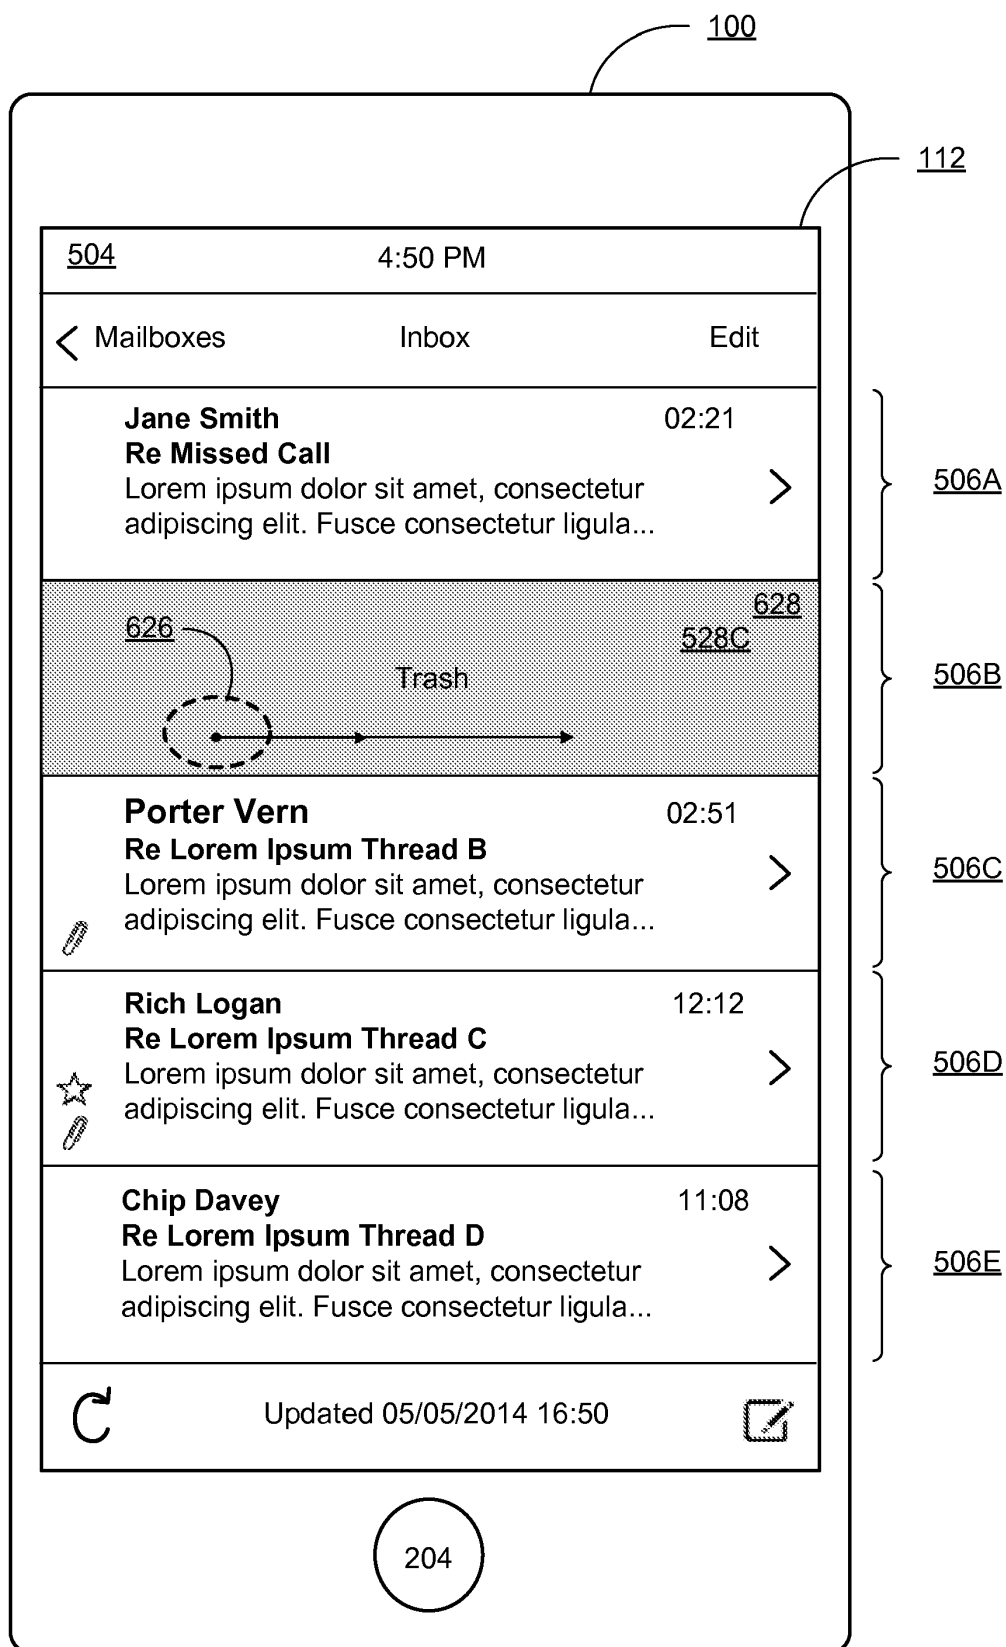 100
112
504 4:50 PM
Mailboxes Inbox Edit
Jane Smith 02:21
Re Missed Call
Lorem ipsum dolor sit amet, consectetur
adipiscing elit. Fusce consectetur ligula...
506A
628
626 528C
Trash
506B
Porter Vern 02:51
Re Lorem Ipsum Thread B
Lorem ipsum dolor sit amet, consectetur
adipiscing elit. Fusce consectetur ligula...
506C
Rich Logan 12:12
Re Lorem Ipsum Thread C
Lorem ipsum dolor sit amet, consectetur
adipiscing elit. Fusce consectetur ligula...
506D
Chip Davey 11:08
Re Lorem Ipsum Thread D
Lorem ipsum dolor sit amet, consectetur
adipiscing elit. Fusce consectetur ligula...
506E
Updated 05/05/2014 16:50
204